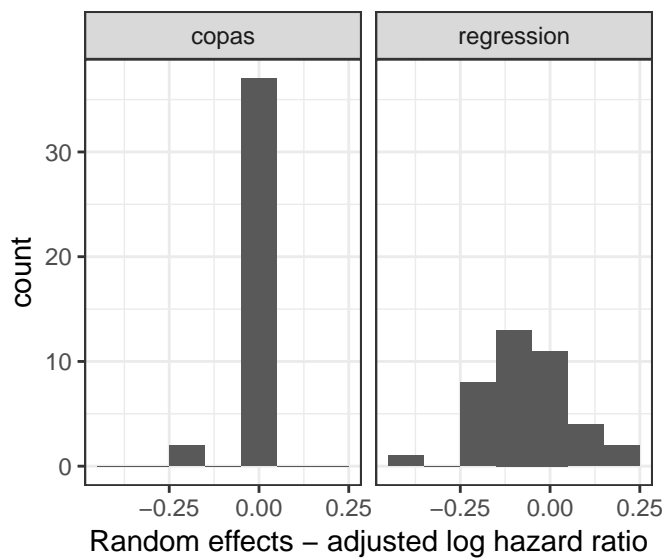 copas regression
30
20
10
0
count
−0.25 0.00 0.25 −0.25 0.00 0.25
Random effects − adjusted log hazard ratio